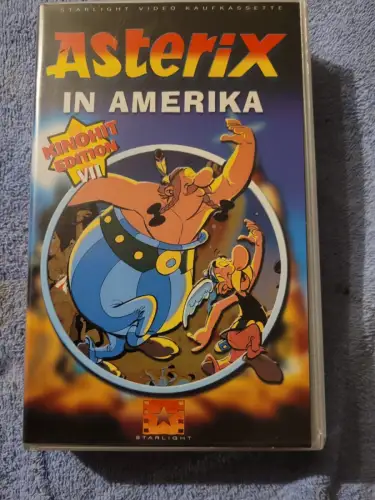 STARLIGHT VIDEO KAUFKASSETTE
Asterix
IN AMERIKA
KINOHIT
EDITION
VII
STARLIGHT